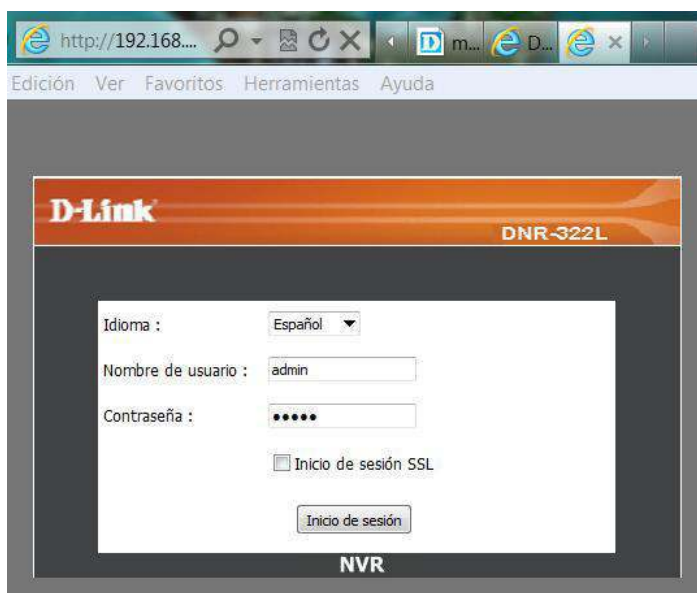 http://192.168.... m... D...
Edición Ver Favoritos Herramientas Ayuda
D-Link
DNR-322L
Idioma : Español
Nombre de usuario : admin
Contraseña : •••••
Inicio de sesión SSL
Inicio de sesión
NVR